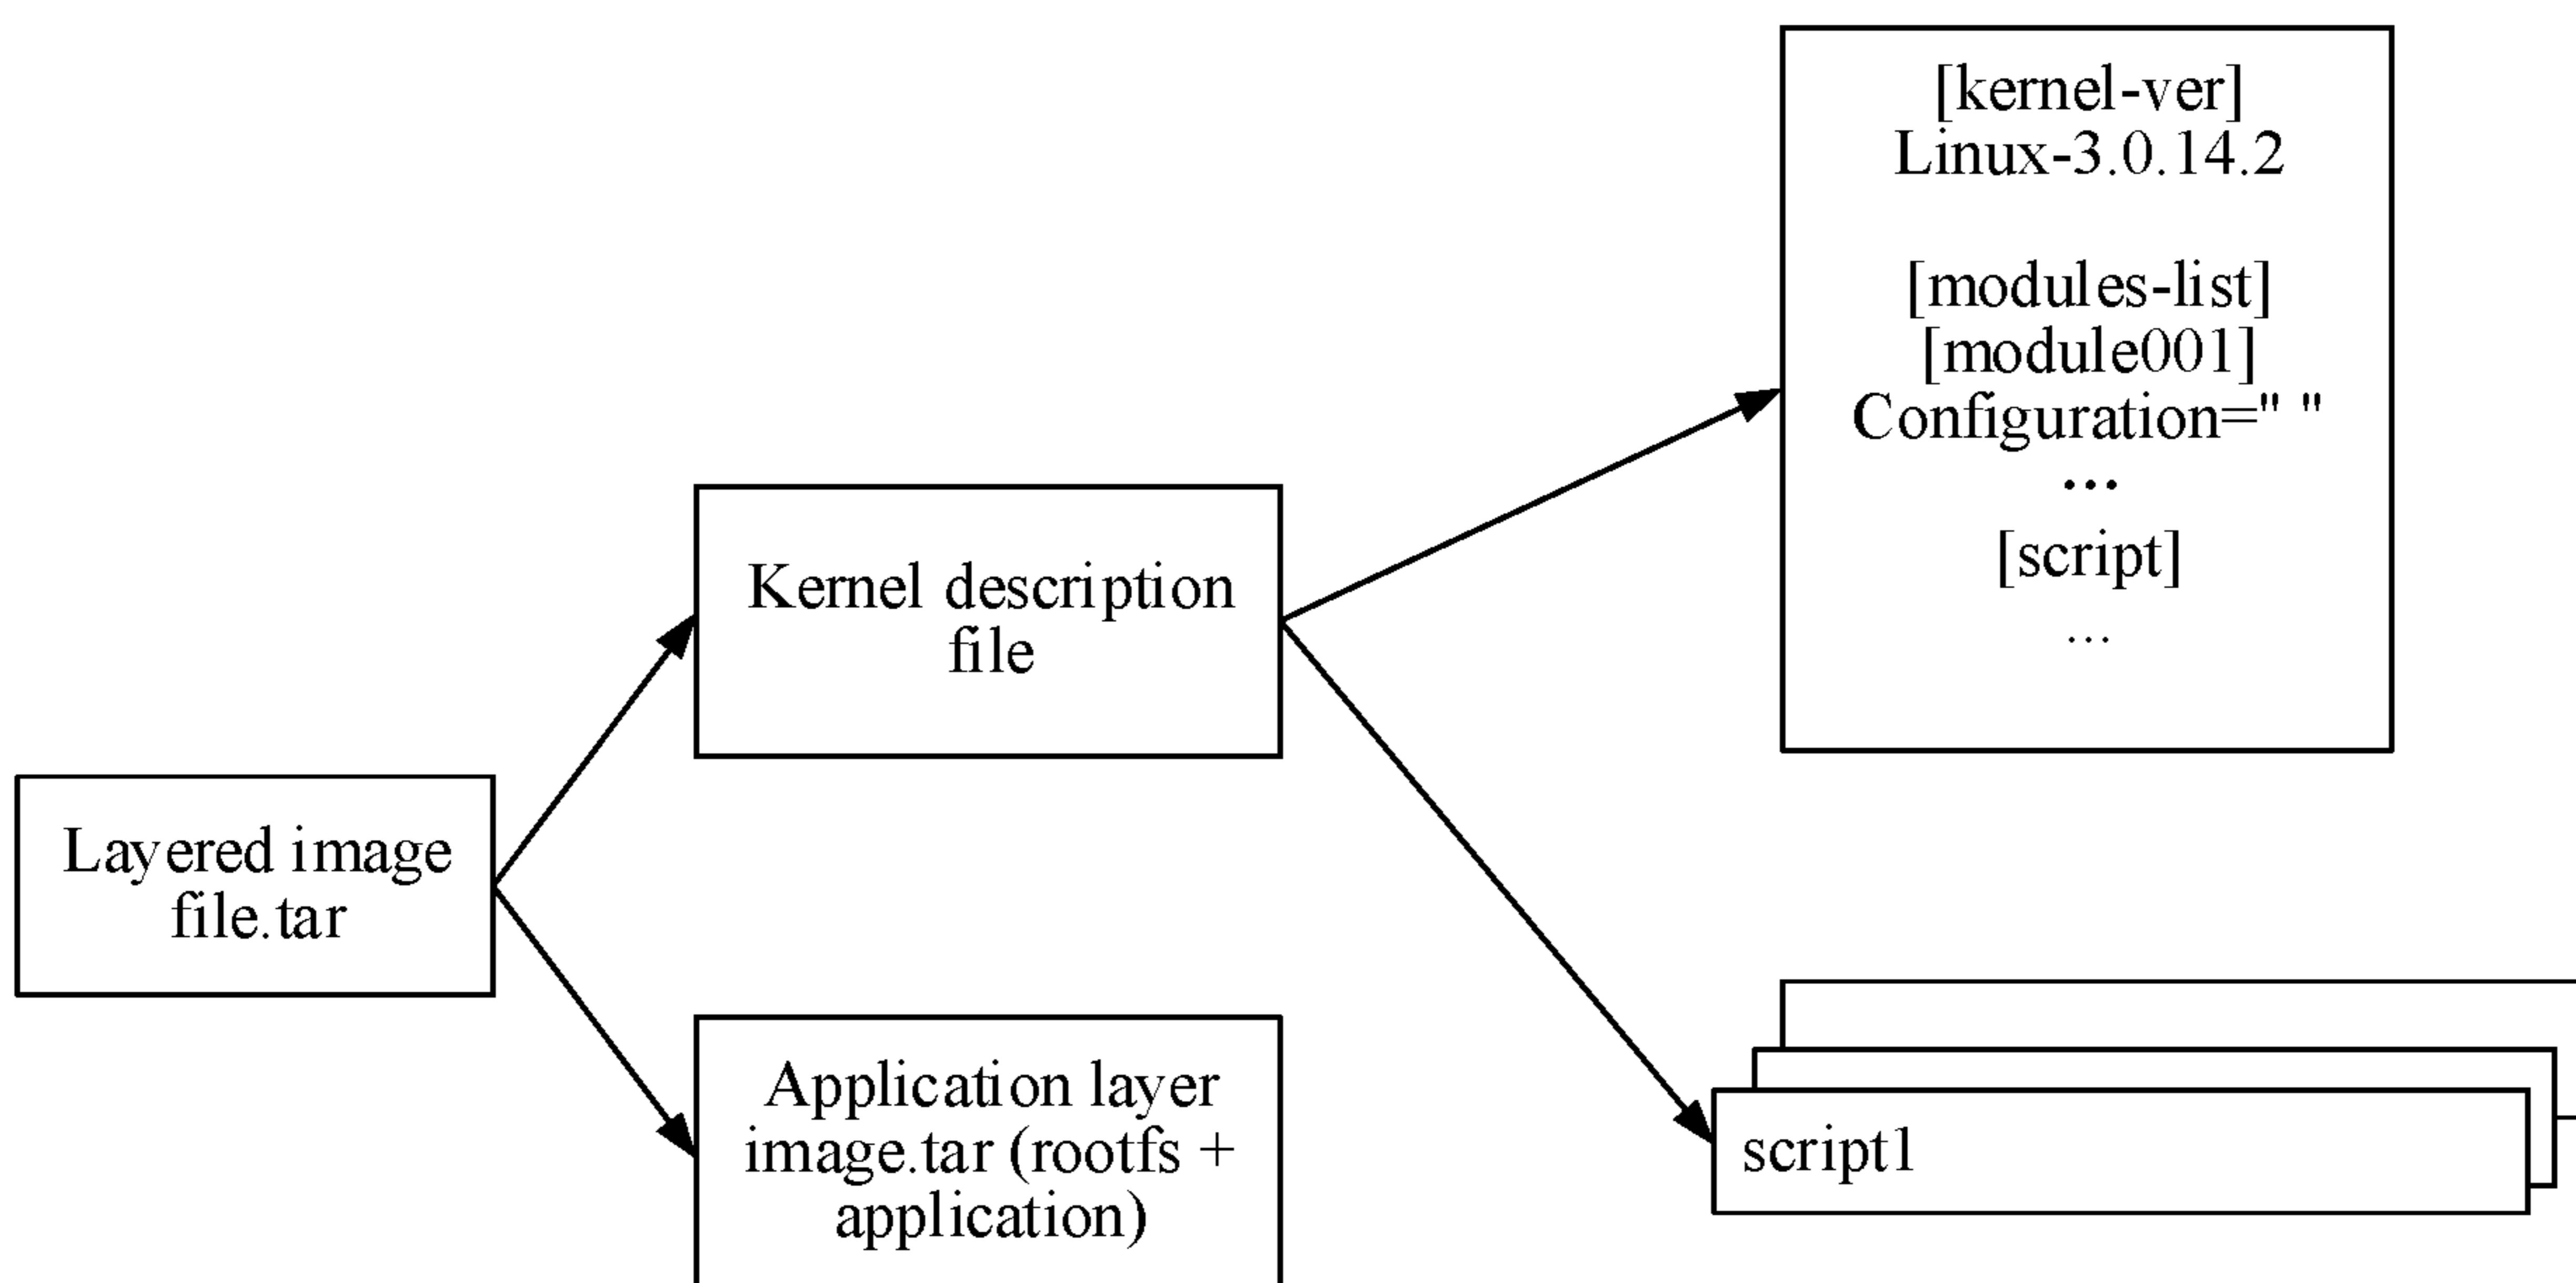 Layered image
file.tar
Kernel description
file
Application layer
image.tar (rootfs +
application)
[kernel-ver]
Linux-3.0.14.2
[modules-list]
[module001]
Configuration=" "
...
[script]
...
script1